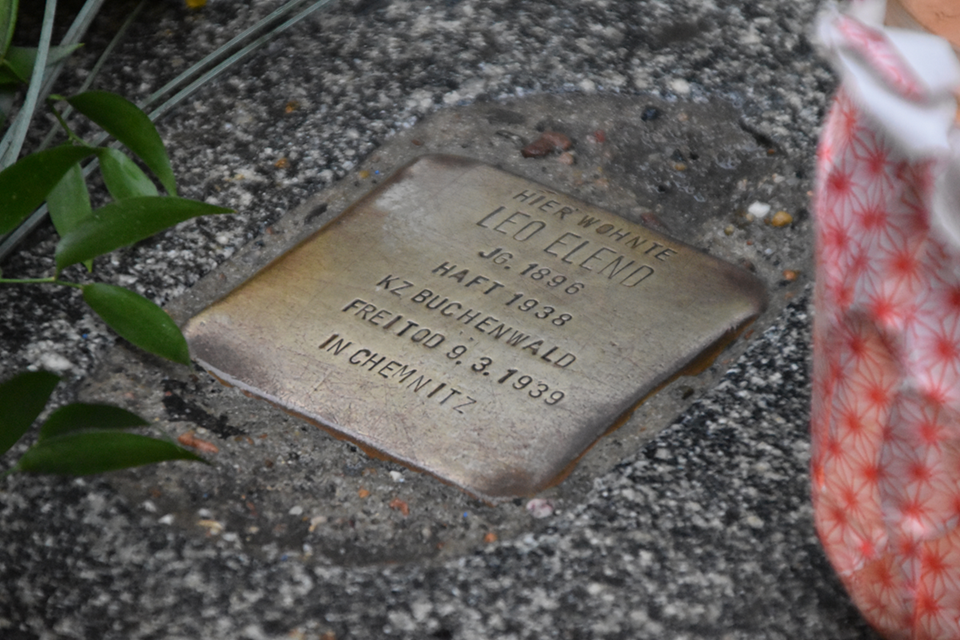 HIER WOHNTE
LEO ELEND
JG. 1896
HAFT 1938
KZ BUCHENWALD
FREITOD 9.3.1939
IN CHEMNITZ